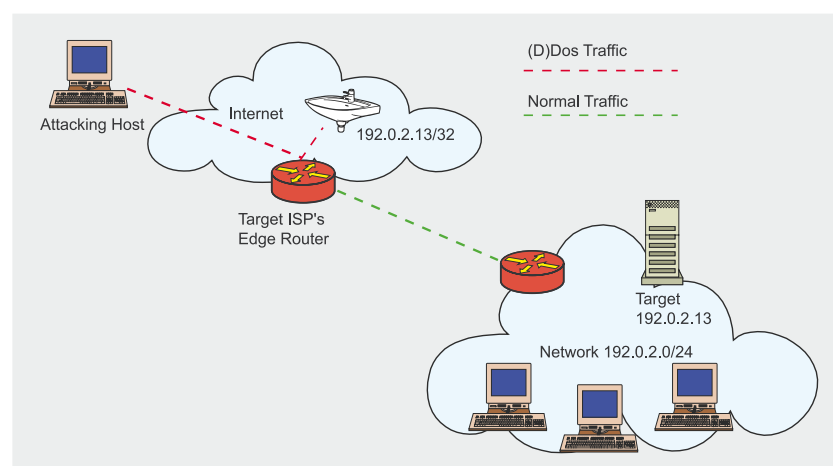 (D)Dos Traffic
Normal Traffic
Attacking Host
Internet
192.0.2.13/32
Target ISP's
Edge Router
Target
192.0.2.13
Network 192.0.2.0/24